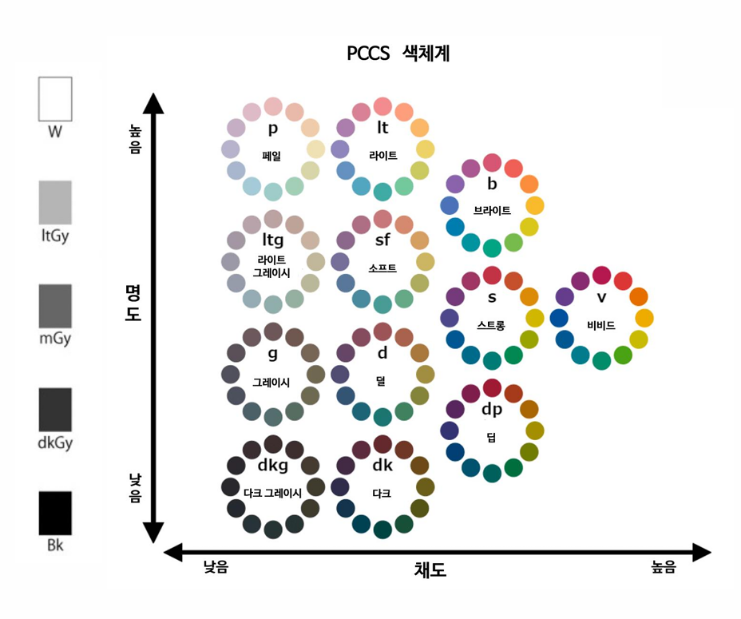 PCCS 색체계
W
ltGy
mGy
dkGy
Bk
높음
명도
낮음
p
페일
lt
라이트
b
브라이트
ltg
라이트
그레이시
sf
소프트
s
스트롱
v
비비드
g
그레이시
d
덜
dp
딥
dkg
다크 그레이시
dk
다크
낮음
채도
높음